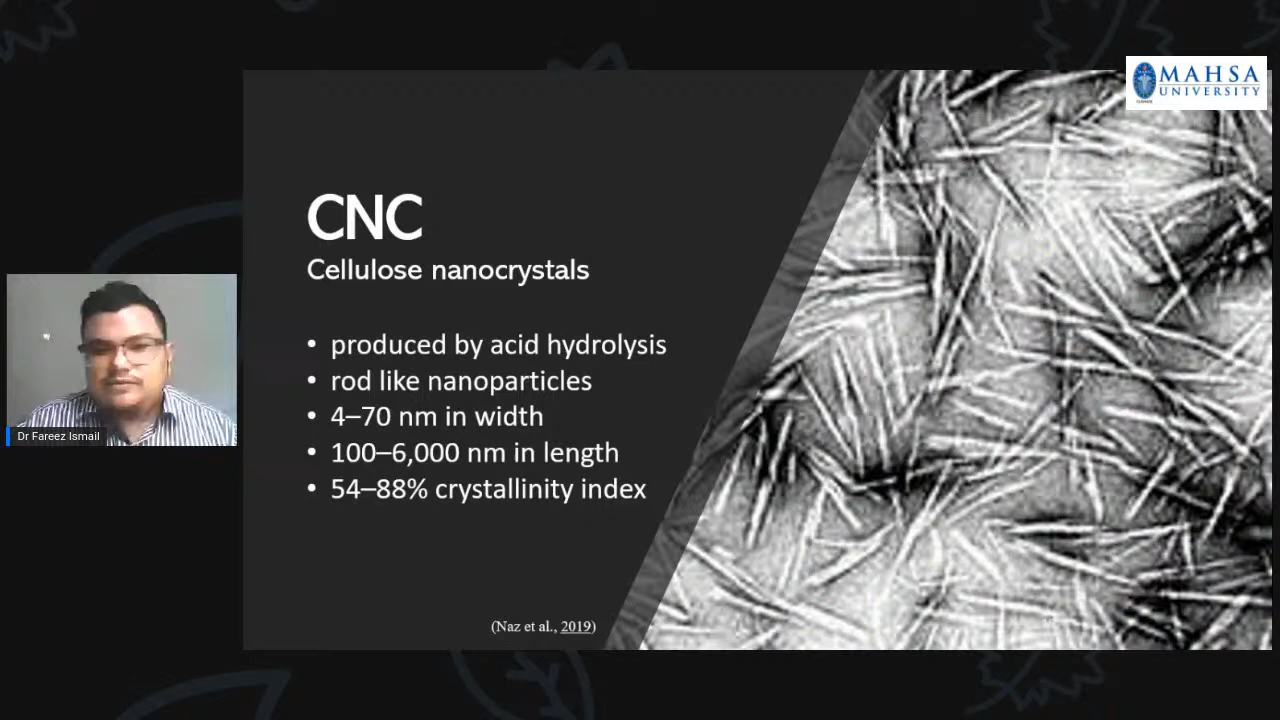 MAHSA
UNIVERSITY
CNC
Cellulose nanocrystals
• produced by acid hydrolysis
• rod like nanoparticles
• 4–70 nm in width
• 100–6,000 nm in length
• 54–88% crystallinity index
Dr Fareez Ismail
(Naz et al., 2019)